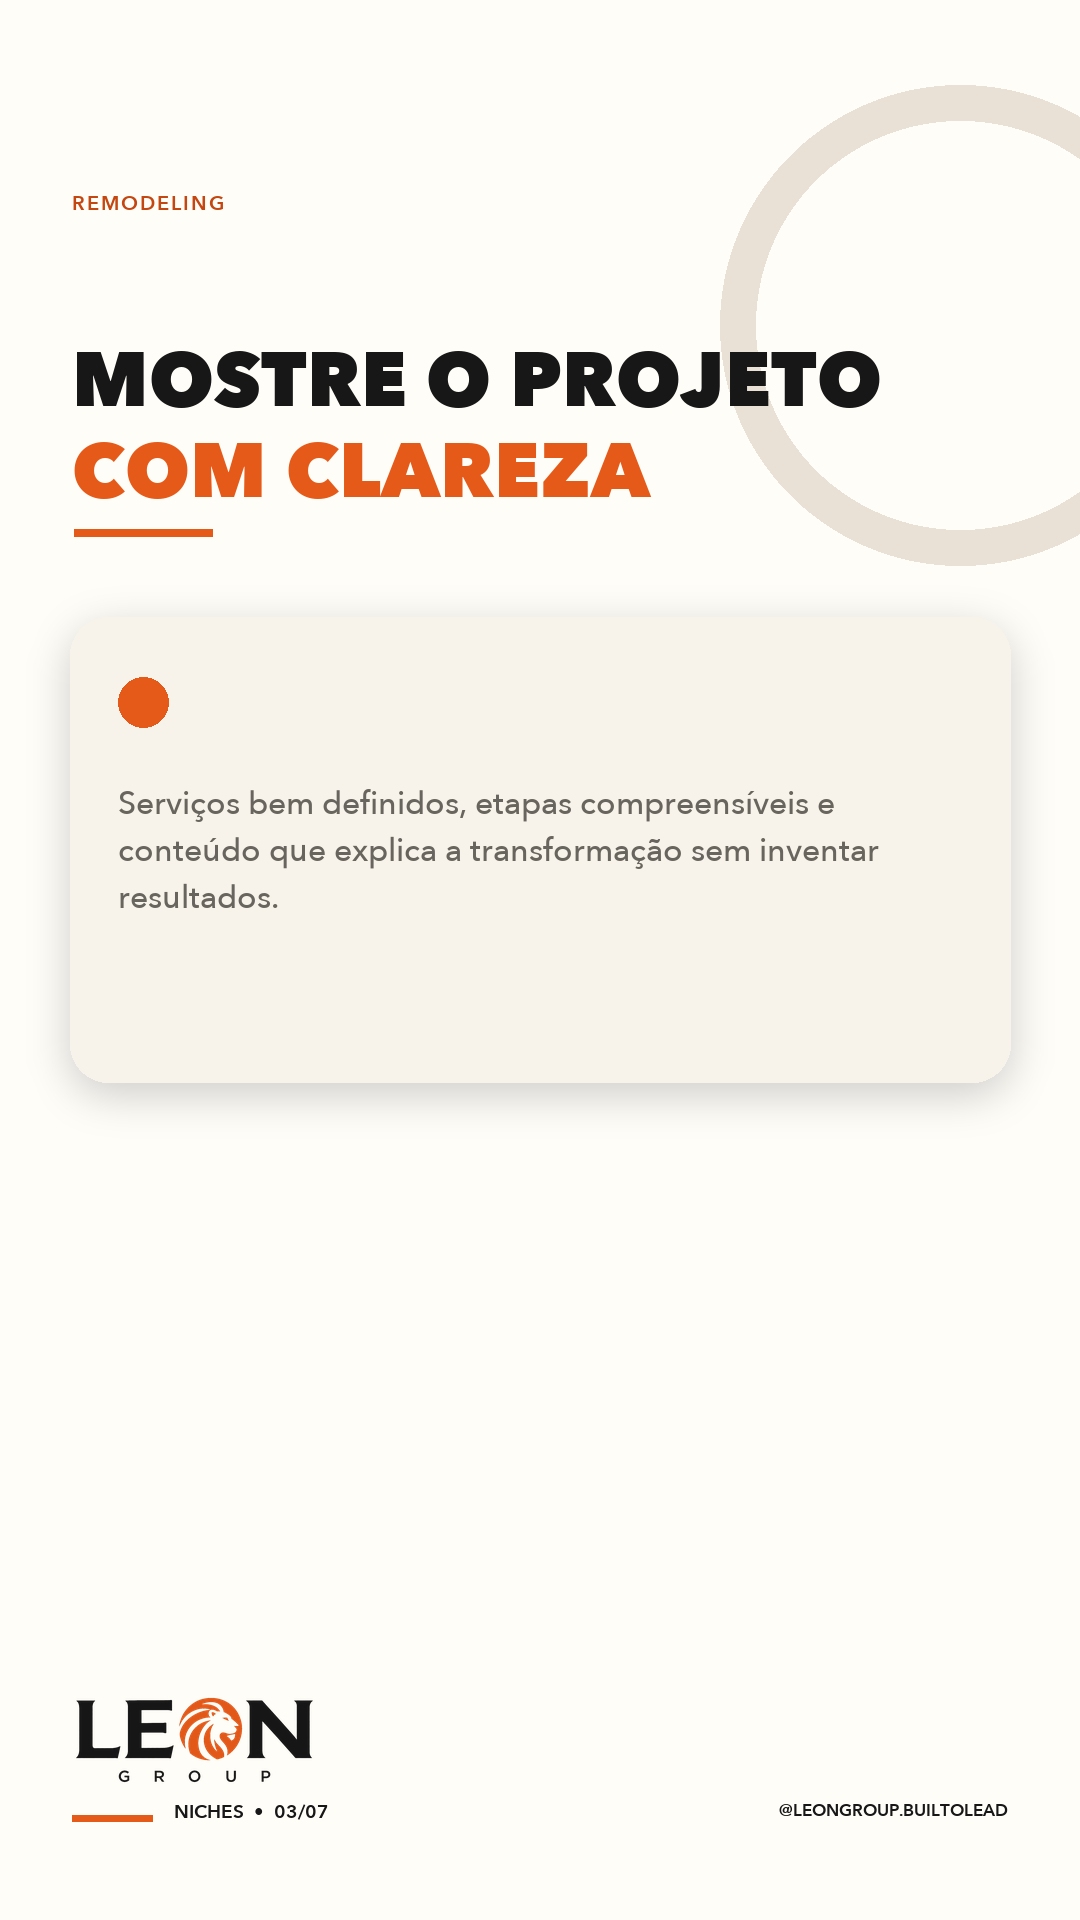 REMODELING
MOSTRE O PROJETO
COM CLAREZA
Serviços bem definidos, etapas compreensíveis e
conteúdo que explica a transformação sem inventar
resultados.
LEON
GROUP
NICHES • 03/07
@LEONGROUP.BUILTOLEAD